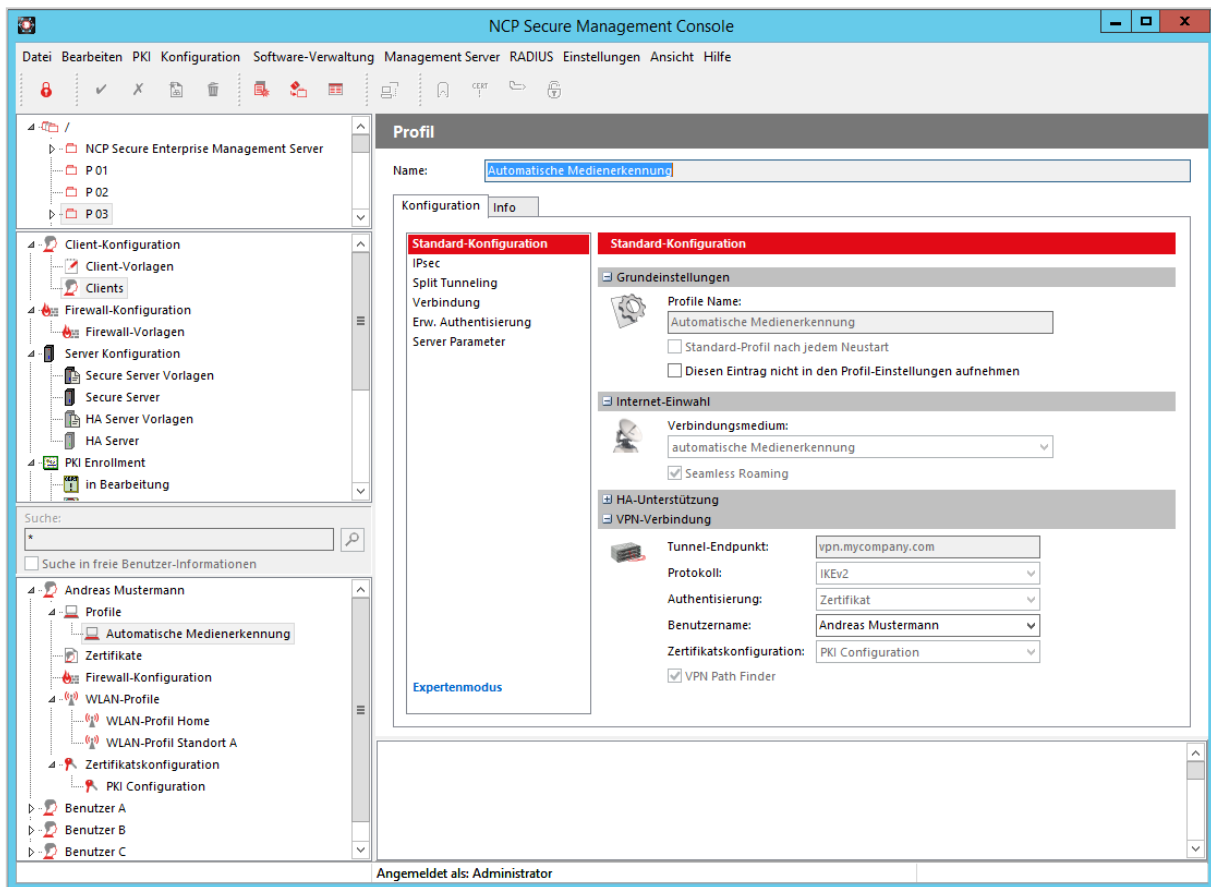 NCP Secure Management Console
Datei Bearbeiten PKI Konfiguration Software-Verwaltung Management Server RADIUS Einstellungen Ansicht Hilfe
CERT
/
NCP Secure Enterprise Management Server
P 01
P 02
P 03
Client-Konfiguration
Client-Vorlagen
Clients
Firewall-Konfiguration
Firewall-Vorlagen
Server Konfiguration
Secure Server Vorlagen
Secure Server
HA Server Vorlagen
HA Server
PKI Enrollment
in Bearbeitung
Suche:
*
Suche in freie Benutzer-Informationen
Andreas Mustermann
Profile
Automatische Medienerkennung
Zertifikate
Firewall-Konfiguration
WLAN-Profile
WLAN-Profil Home
WLAN-Profil Standort A
Zertifikatskonfiguration
PKI Configuration
Benutzer A
Benutzer B
Benutzer C
Profil
Name: Automatische Medienerkennung
Konfiguration Info
Standard-Konfiguration
IPsec
Split Tunneling
Verbindung
Erw. Authentisierung
Server Parameter
Expertenmodus
Standard-Konfiguration
Grundeinstellungen
Profile Name:
Automatische Medienerkennung
Standard-Profil nach jedem Neustart
Diesen Eintrag nicht in den Profil-Einstellungen aufnehmen
Internet-Einwahl
Verbindungsmedium:
automatische Medienerkennung
Seamless Roaming
HA-Unterstützung
VPN-Verbindung
Tunnel-Endpunkt: vpn.mycompany.com
Protokoll: IKEv2
Authentisierung: Zertifikat
Benutzername: Andreas Mustermann
Zertifikatskonfiguration: PKI Configuration
VPN Path Finder
Angemeldet als: Administrator